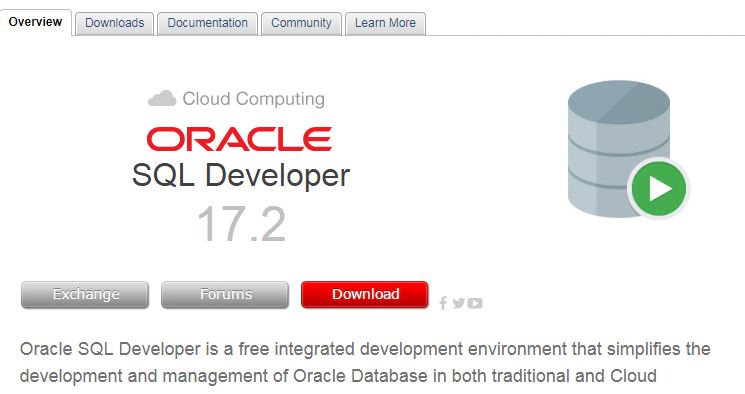 Overview Downloads Documentation Community Learn More
Cloud Computing
ORACLE
SQL Developer
17.2
Exchange Forums Download
Oracle SQL Developer is a free integrated development environment that simplifies the
development and management of Oracle Database in both traditional and Cloud